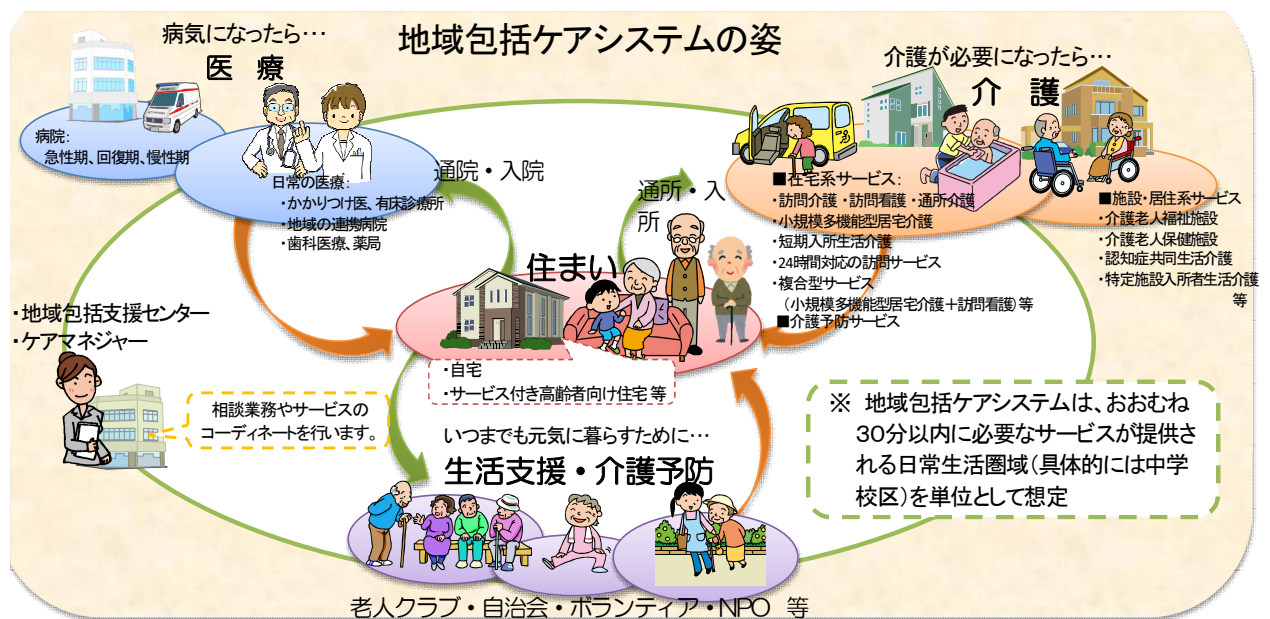 地域包括ケアシステムの姿
病気になったら…
医 療
病院:
急性期、回復期、慢性期
日常の医療:
・かかりつけ医、有床診療所
・地域の連携病院
・歯科医療、薬局
通院・入院
通所・入
所
介護が必要になったら…
介 護
■在宅系サービス:
・訪問介護 ・訪問看護 ・通所介護
・小規模多機能型居宅介護
・短期入所生活介護
・24時間対応の訪問サービス
・複合型サービス
(小規模多機能型居宅介護+訪問看護)等
■介護予防サービス
■施設・居住系サービス
・介護老人福祉施設
・介護老人保健施設
・認知症共同生活介護
・特定施設入所者生活介護
等
住まい
・自宅
・サービス付き高齢者向け住宅 等
・地域包括支援センター
・ケアマネジャー
相談業務やサービスの
コーディネートを行います。
いつまでも元気に暮らすために…
生活支援・介護予防
老人クラブ・自治会・ボランティア・NPO 等
※ 地域包括ケアシステムは、おおむね
30分以内に必要なサービスが提供さ
れる日常生活圏域(具体的には中学
校区)を単位として想定